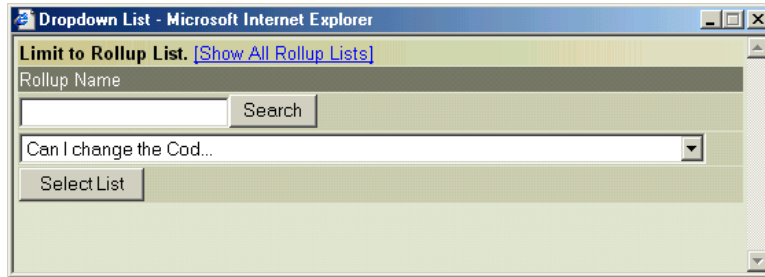 Dropdown List - Microsoft Internet Explorer
Limit to Rollup List. [Show All Rollup Lists]
Rollup Name
Search
Can I change the Cod...
Select List